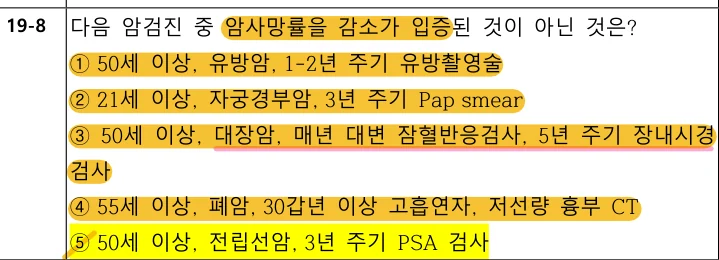 19-8 다음 암검진 중 암사망률을 감소가 입증된 것이 아닌 것은?
① 50세 이상, 유방암, 1-2년 주기 유방촬영술
② 21세 이상, 자궁경부암, 3년 주기 Pap smear
③ 50세 이상, 대장암, 매년 대변 잠혈반응검사, 5년 주기 장내시경
검사
④ 55세 이상, 폐암, 30갑년 이상 고흡연자, 저선량 흉부 CT
⑤ 50세 이상, 전립선암, 3년 주기 PSA 검사